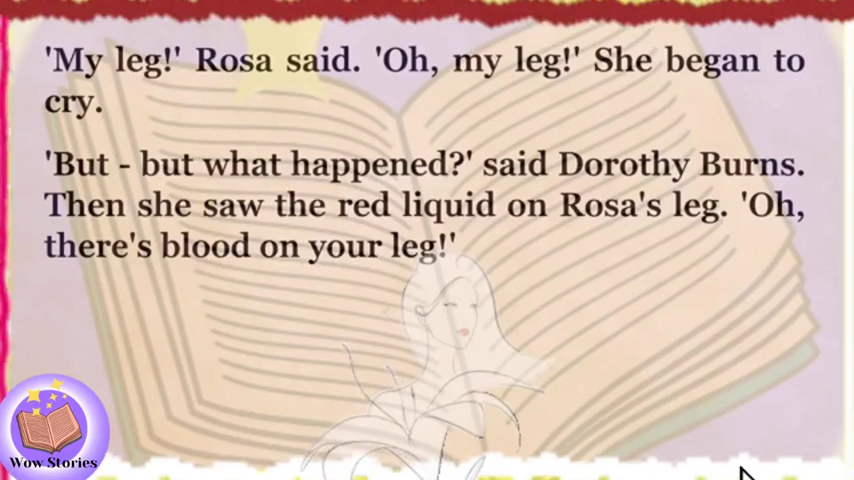 'My leg!' Rosa said. 'Oh, my leg!' She began to
cry.
'But - but what happened?' said Dorothy Burns.
Then she saw the red liquid on Rosa's leg. 'Oh,
there's blood on your leg!'
Wow Stories